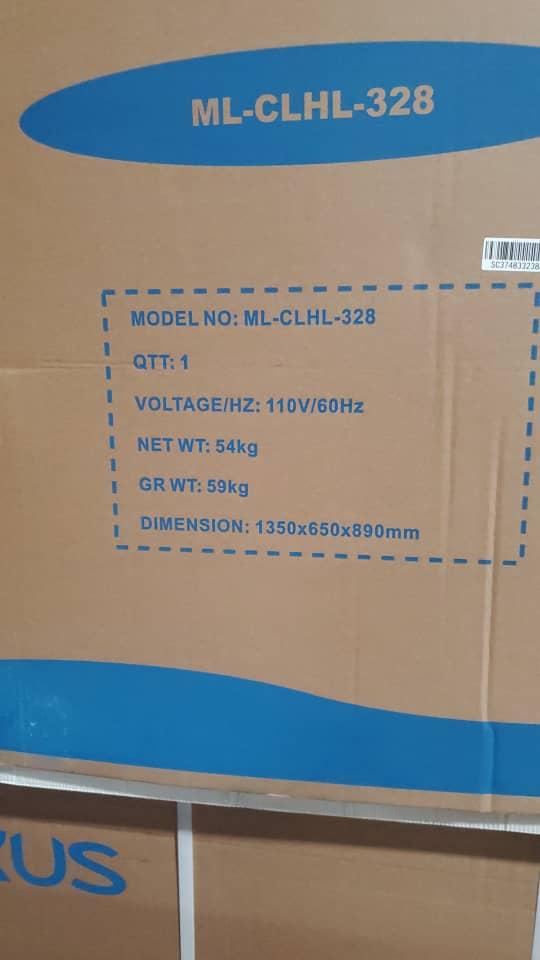 ML-CLHL-328
SC374833238
MODEL NO: ML-CLHL-328
QTT: 1
VOLTAGE/HZ: 110V/60Hz
NET WT: 54kg
GR WT: 59kg
DIMENSION: 1350x650x890mm